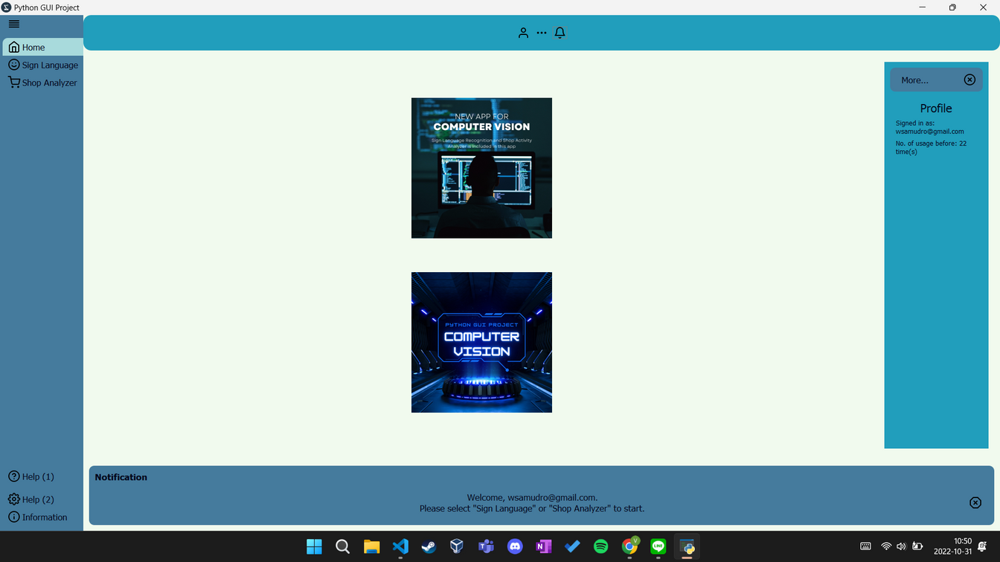 Python GUI Project
Home
Sign Language
Shop Analyzer
NEW APP FOR
COMPUTER VISION
Sign Language Recognition and Shop Activity
Analyzer is included in this app
PYTHON GUI PROJECT
COMPUTER
VISION
More...
Profile
Signed in as:
wsamudro@gmail.com
No. of usage before: 22
time(s)
Help (1)
Help (2)
Information
Notification
Welcome, wsamudro@gmail.com.
Please select "Sign Language" or "Shop Analyzer" to start.
V
LINE
10:50
2022-10-31